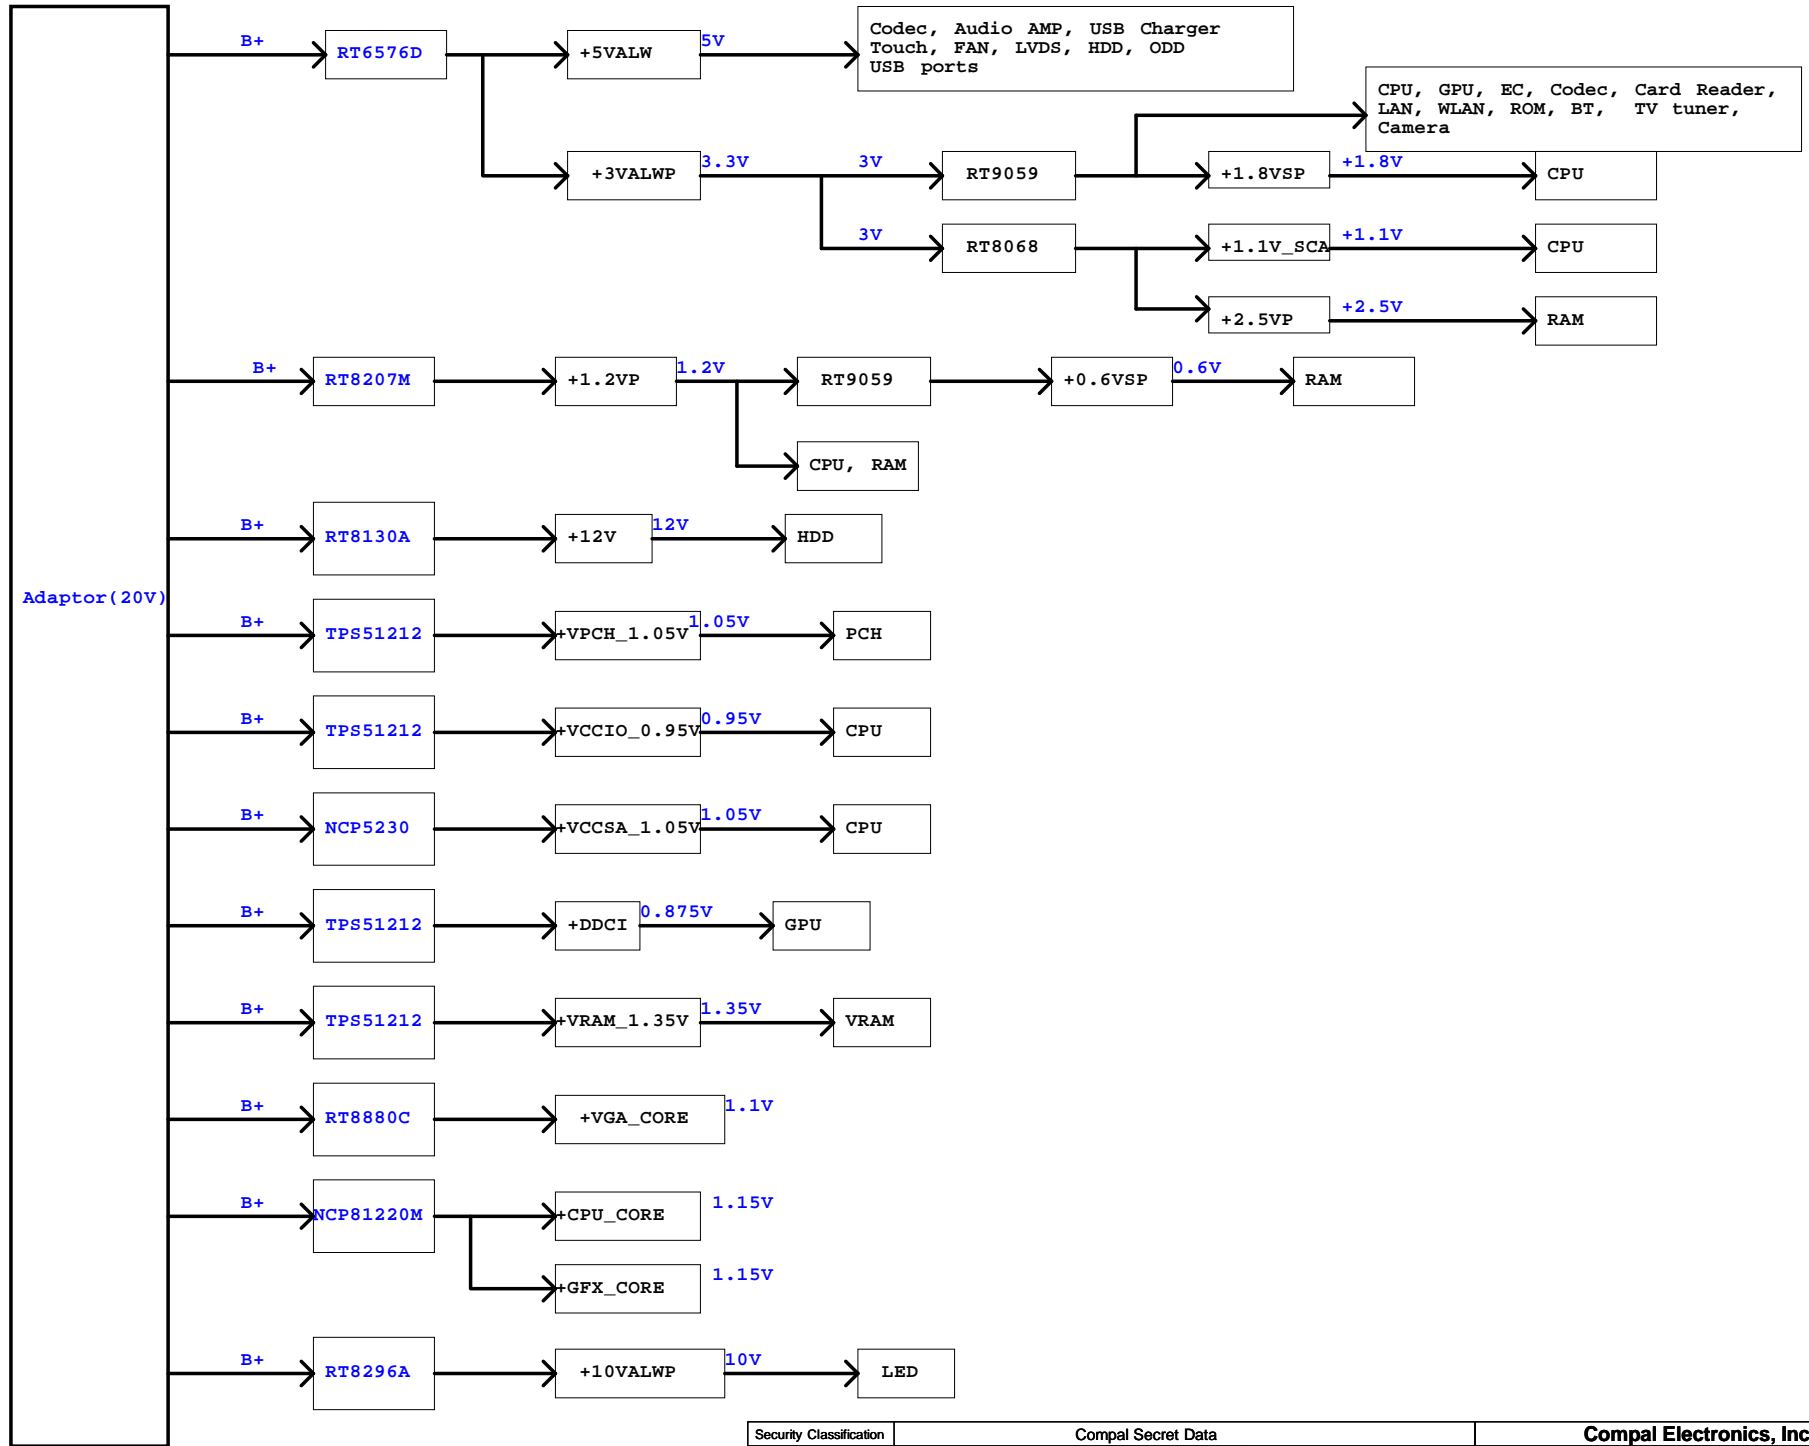 Adaptor(20V)
B+ RT6576D +5VALW 5V
Codec, Audio AMP, USB Charger
Touch, FAN, LVDS, HDD, ODD
USB ports
CPU, GPU, EC, Codec, Card Reader,
LAN, WLAN, ROM, BT, TV tuner,
Camera
+3VALWP 3.3V 3V RT9059 +1.8VSP +1.8V CPU
3V RT8068 +1.1V_SCA +1.1V CPU
+2.5VP +2.5V RAM
B+ RT8207M +1.2VP 1.2V RT9059 +0.6VSP 0.6V RAM
CPU, RAM
B+ RT8130A +12V 12V HDD
B+ TPS51212 +VPCH_1.05V 1.05V PCH
B+ TPS51212 +VCCIO_0.95V 0.95V CPU
B+ NCP5230 +VCCSA_1.05V 1.05V CPU
B+ TPS51212 +DDCI 0.875V GPU
B+ TPS51212 +VRAM_1.35V 1.35V VRAM
B+ RT8880C +VGA_CORE 1.1V
B+ NCP81220M +CPU_CORE 1.15V
+GFX_CORE 1.15V
B+ RT8296A +10VALWP 10V LED
Security Classification Compal Secret Data Compal Electronics, Inc